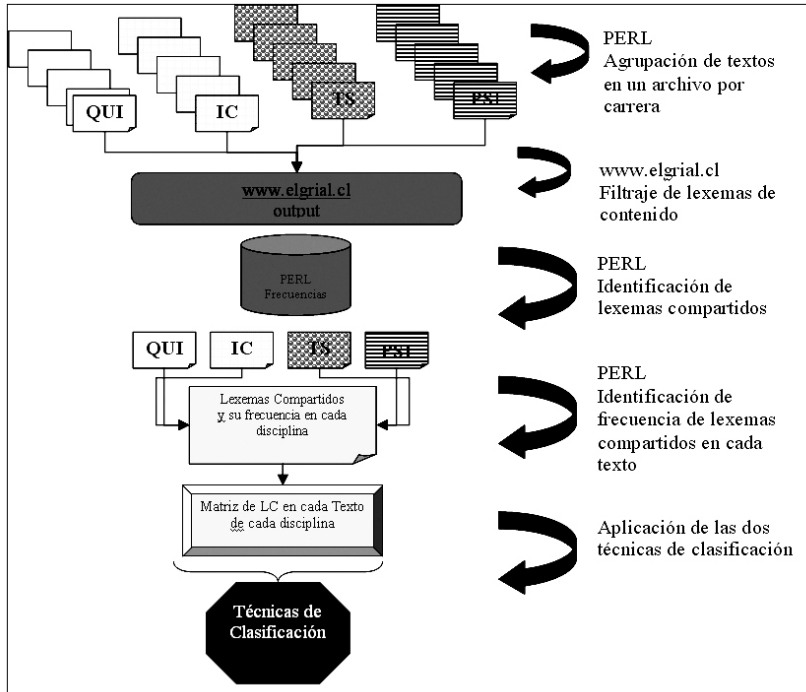 QUI
IC
TS
PSI
PERL
Agrupación de textos
en un archivo por
carrera
www.elgrial.cl
output
www.elgrial.cl
Filtraje de lexemas de
contenido
PERL
Frecuencias
PERL
Identificación de
lexemas compartidos
QUI
IC
TS
PSI
Lexemas Compartidos
y su frecuencia en cada
disciplina
PERL
Identificación de
frecuencia de lexemas
compartidos en cada
texto
Matriz de LC en cada Texto
de cada disciplina
Aplicación de las dos
técnicas de clasificación
Técnicas de
Clasificación